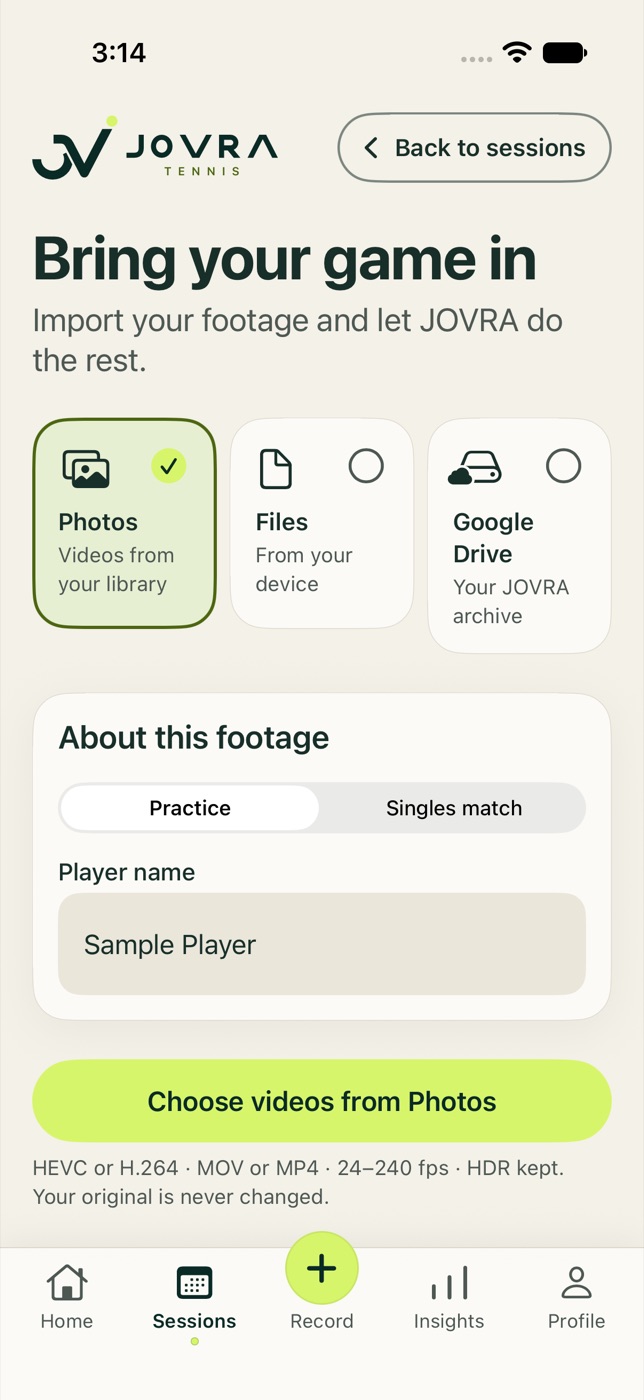 3:14
JOVRA
TENNIS
Back to sessions
Bring your game in
Import your footage and let JOVRA do
the rest.
Photos
Videos from
your library
Files
From your
device
Google
Drive
Your JOVRA
archive
About this footage
Practice
Singles match
Player name
Sample Player
Choose videos from Photos
HEVC or H.264 · MOV or MP4 · 24–240 fps · HDR kept.
Your original is never changed.
Home
Sessions
Record
Insights
Profile